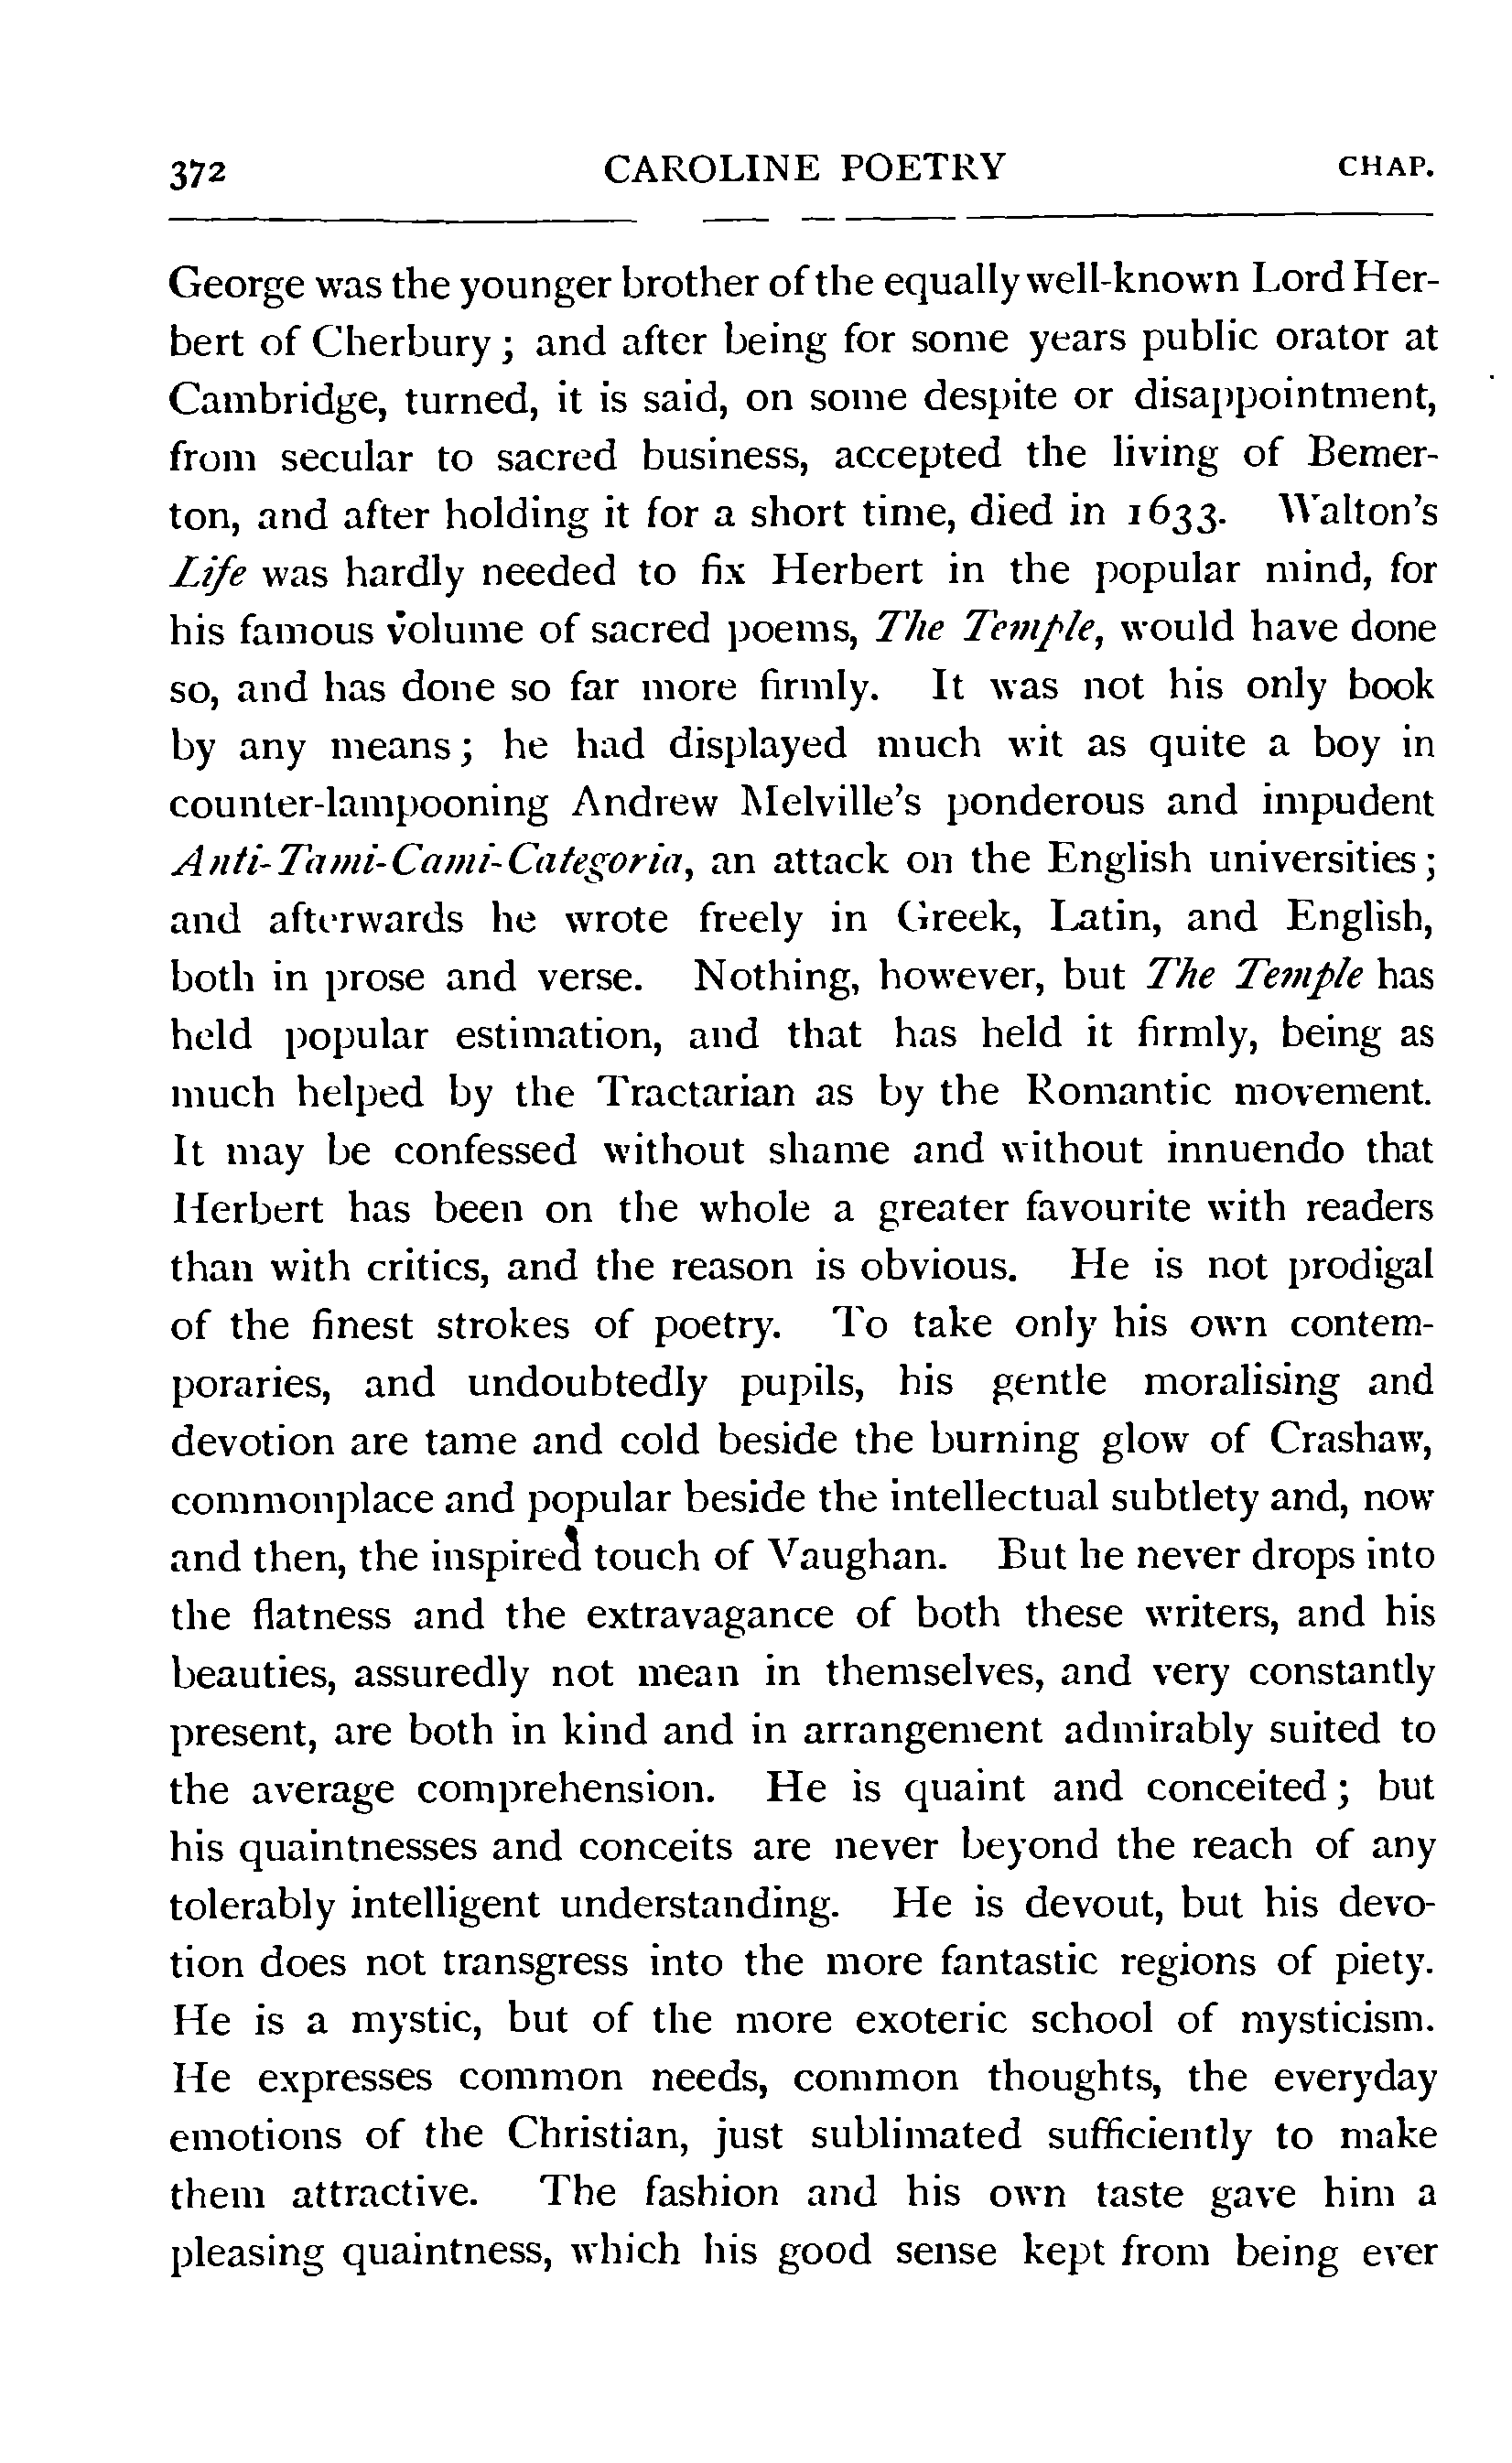 372 CAROLINE POETRY CHAP.
George was the younger brother of the equally well-known Lord Her-
bert of Cherbury; and after being for some years public orator at
Cambridge, turned, it is said, on some despite or disappointment,
from secular to sacred business, accepted the living of Bemer-
ton, and after holding it for a short time, died in 1633. Walton's
Life was hardly needed to fix Herbert in the popular mind, for
his famous volume of sacred poems, The Temple, would have done
so, and has done so far more firmly. It was not his only book
by any means; he had displayed much wit as quite a boy in
counter-lampooning Andrew Melville's ponderous and impudent
Anti-Tami-Cami-Categoria, an attack on the English universities;
and afterwards he wrote freely in Greek, Latin, and English,
both in prose and verse. Nothing, however, but The Temple has
held popular estimation, and that has held it firmly, being as
much helped by the Tractarian as by the Romantic movement.
It may be confessed without shame and without innuendo that
Herbert has been on the whole a greater favourite with readers
than with critics, and the reason is obvious. He is not prodigal
of the finest strokes of poetry. To take only his own contem-
poraries, and undoubtedly pupils, his gentle moralising and
devotion are tame and cold beside the burning glow of Crashaw,
commonplace and popular beside the intellectual subtlety and, now
and then, the inspired touch of Vaughan. But he never drops into
the flatness and the extravagance of both these writers, and his
beauties, assuredly not mean in themselves, and very constantly
present, are both in kind and in arrangement admirably suited to
the average comprehension. He is quaint and conceited; but
his quaintnesses and conceits are never beyond the reach of any
tolerably intelligent understanding. He is devout, but his devo-
tion does not transgress into the more fantastic regions of piety.
He is a mystic, but of the more exoteric school of mysticism.
He expresses common needs, common thoughts, the everyday
emotions of the Christian, just sublimated sufficiently to make
them attractive. The fashion and his own taste gave him a
pleasing quaintness, which his good sense kept from being ever